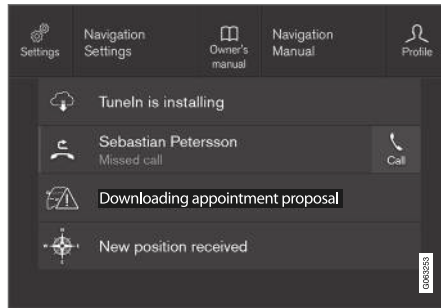 Settings
Navigation
Settings
Owner's
manual
Navigation
Manual
Profile
TuneIn is installing
Sebastian Petersson
Missed call
Call
Downloading appointment proposal
New position received
G063253